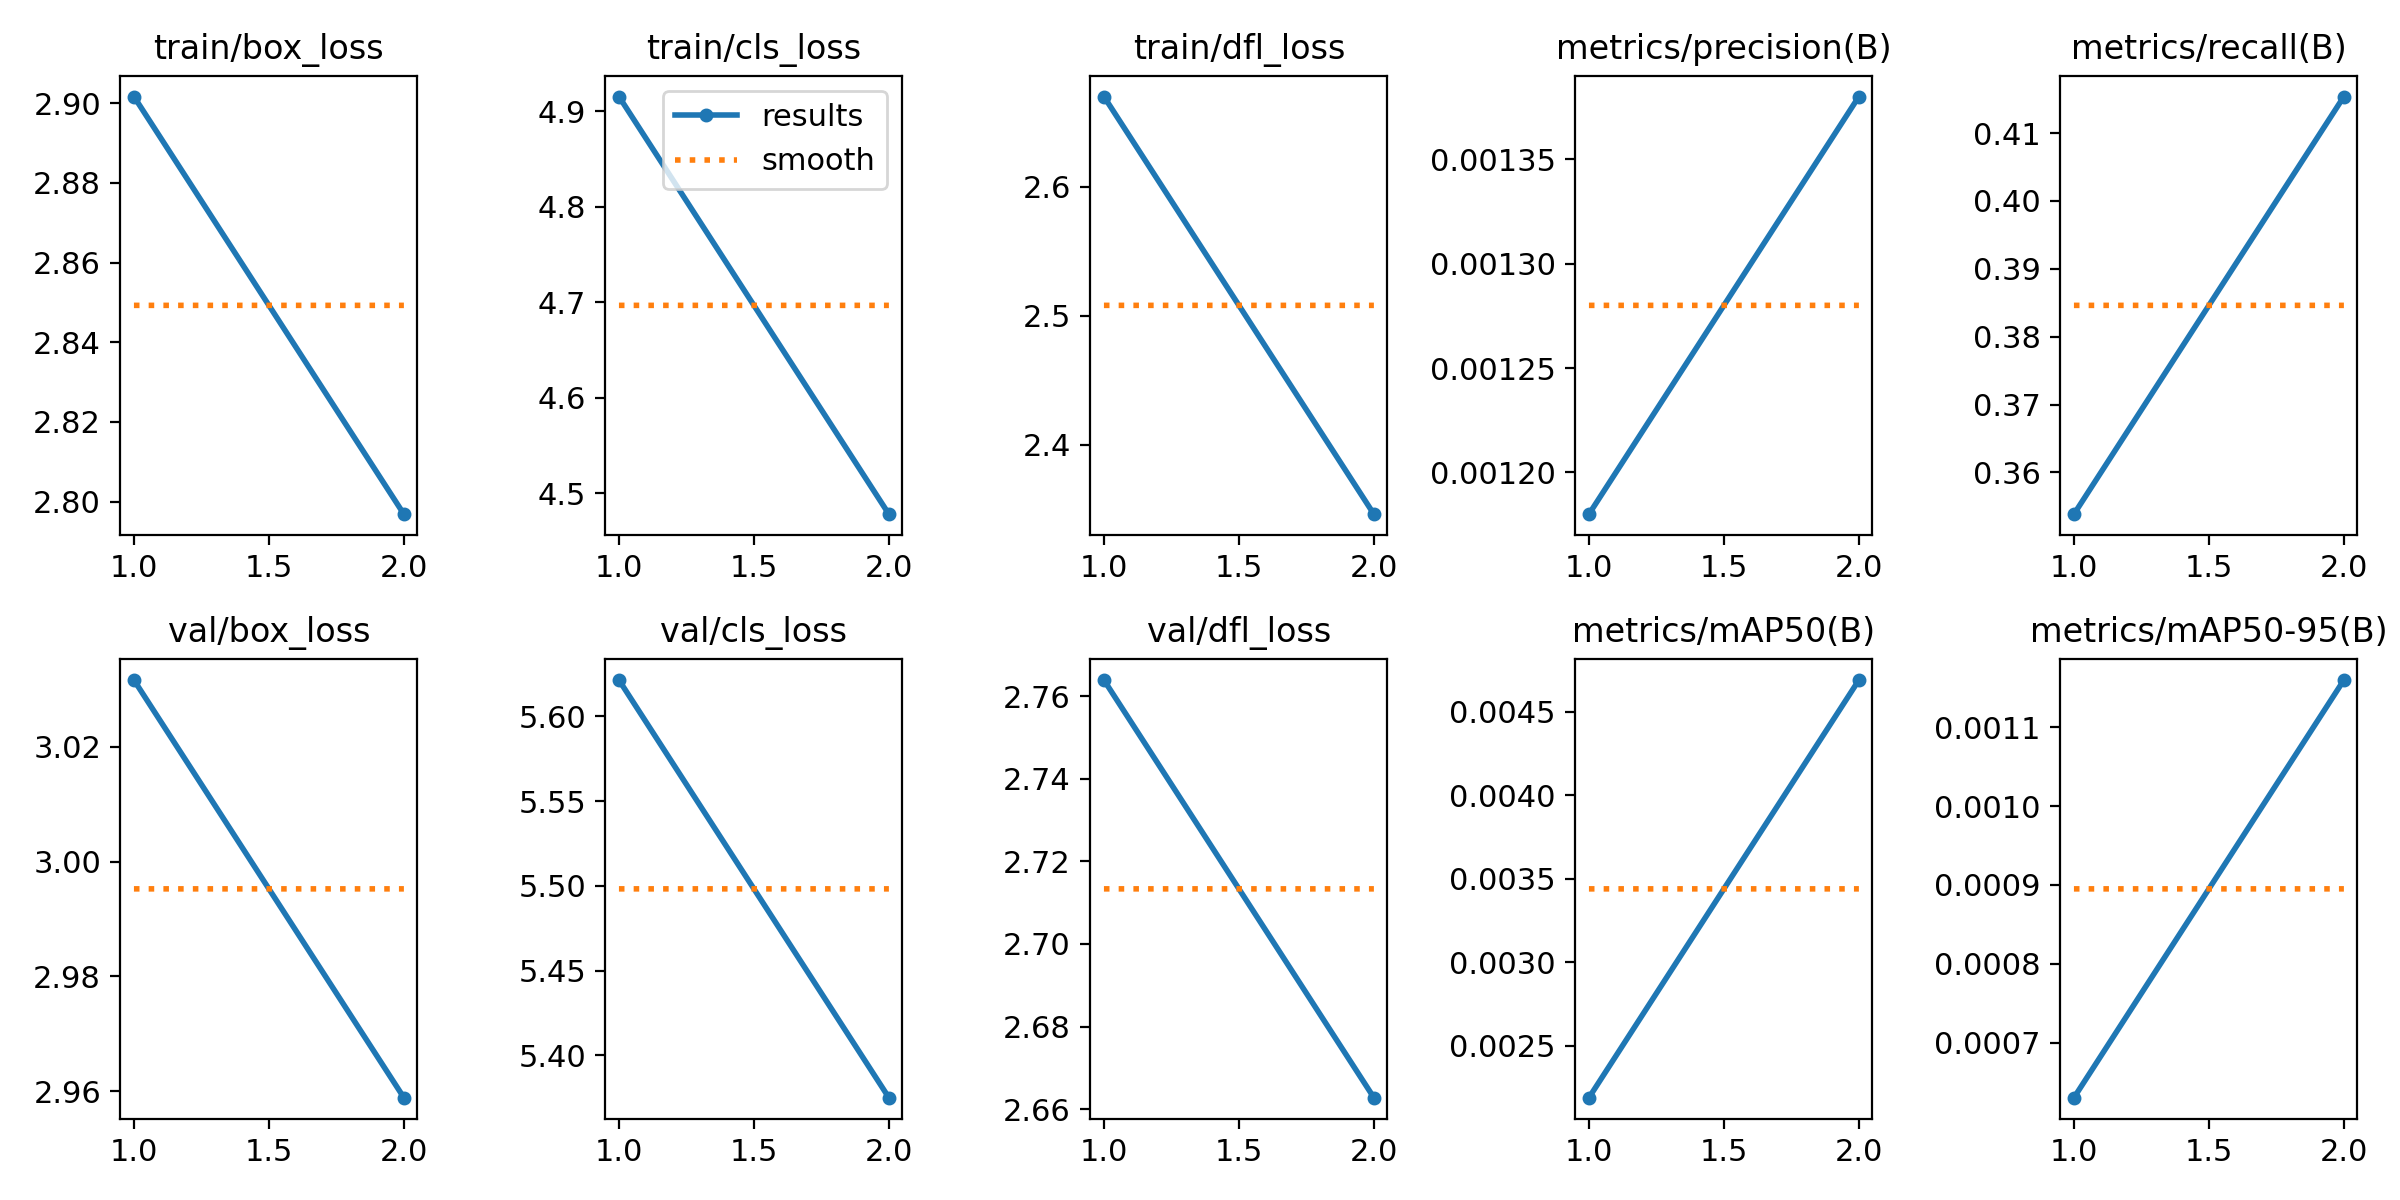 train/box_loss
2.90
2.88
2.86
2.84
2.82
2.80
1.0 1.5 2.0
train/cls_loss
results
smooth
4.9
4.8
4.7
4.6
4.5
1.0 1.5 2.0
train/dfl_loss
2.6
2.5
2.4
1.0 1.5 2.0
metrics/precision(B)
0.00135
0.00130
0.00125
0.00120
1.0 1.5 2.0
metrics/recall(B)
0.41
0.40
0.39
0.38
0.37
0.36
1.0 1.5 2.0
val/box_loss
3.02
3.00
2.98
2.96
1.0 1.5 2.0
val/cls_loss
5.60
5.55
5.50
5.45
5.40
1.0 1.5 2.0
val/dfl_loss
2.76
2.74
2.72
2.70
2.68
2.66
1.0 1.5 2.0
metrics/mAP50(B)
0.0045
0.0040
0.0035
0.0030
0.0025
1.0 1.5 2.0
metrics/mAP50-95(B)
0.0011
0.0010
0.0009
0.0008
0.0007
1.0 1.5 2.0